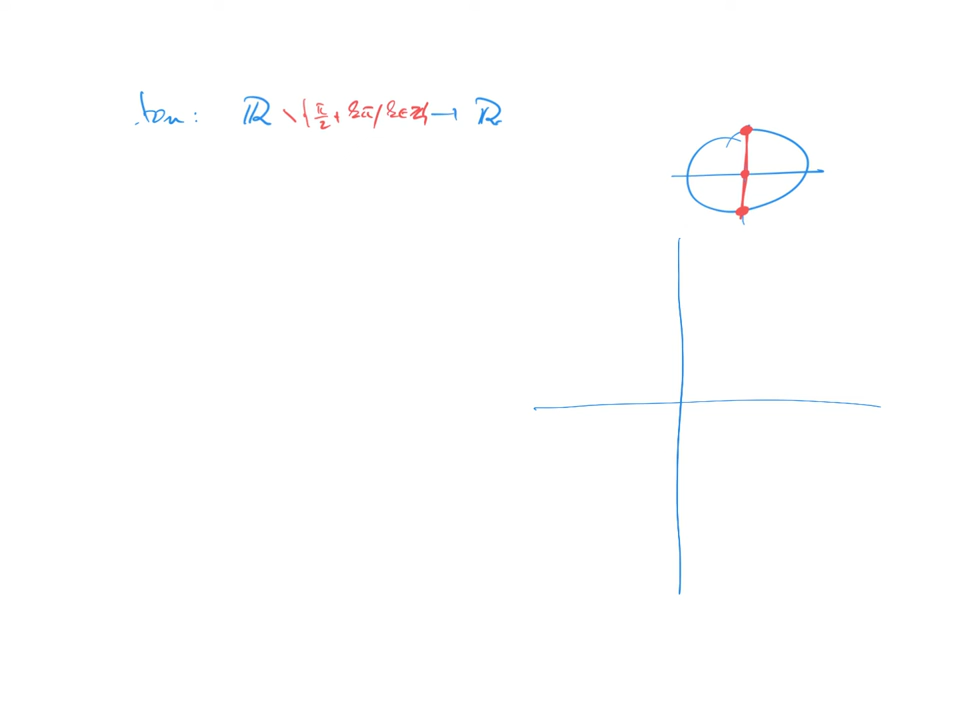 tan: ℝ \ {π/2 + kπ / k ∈ ℤ} → ℝ